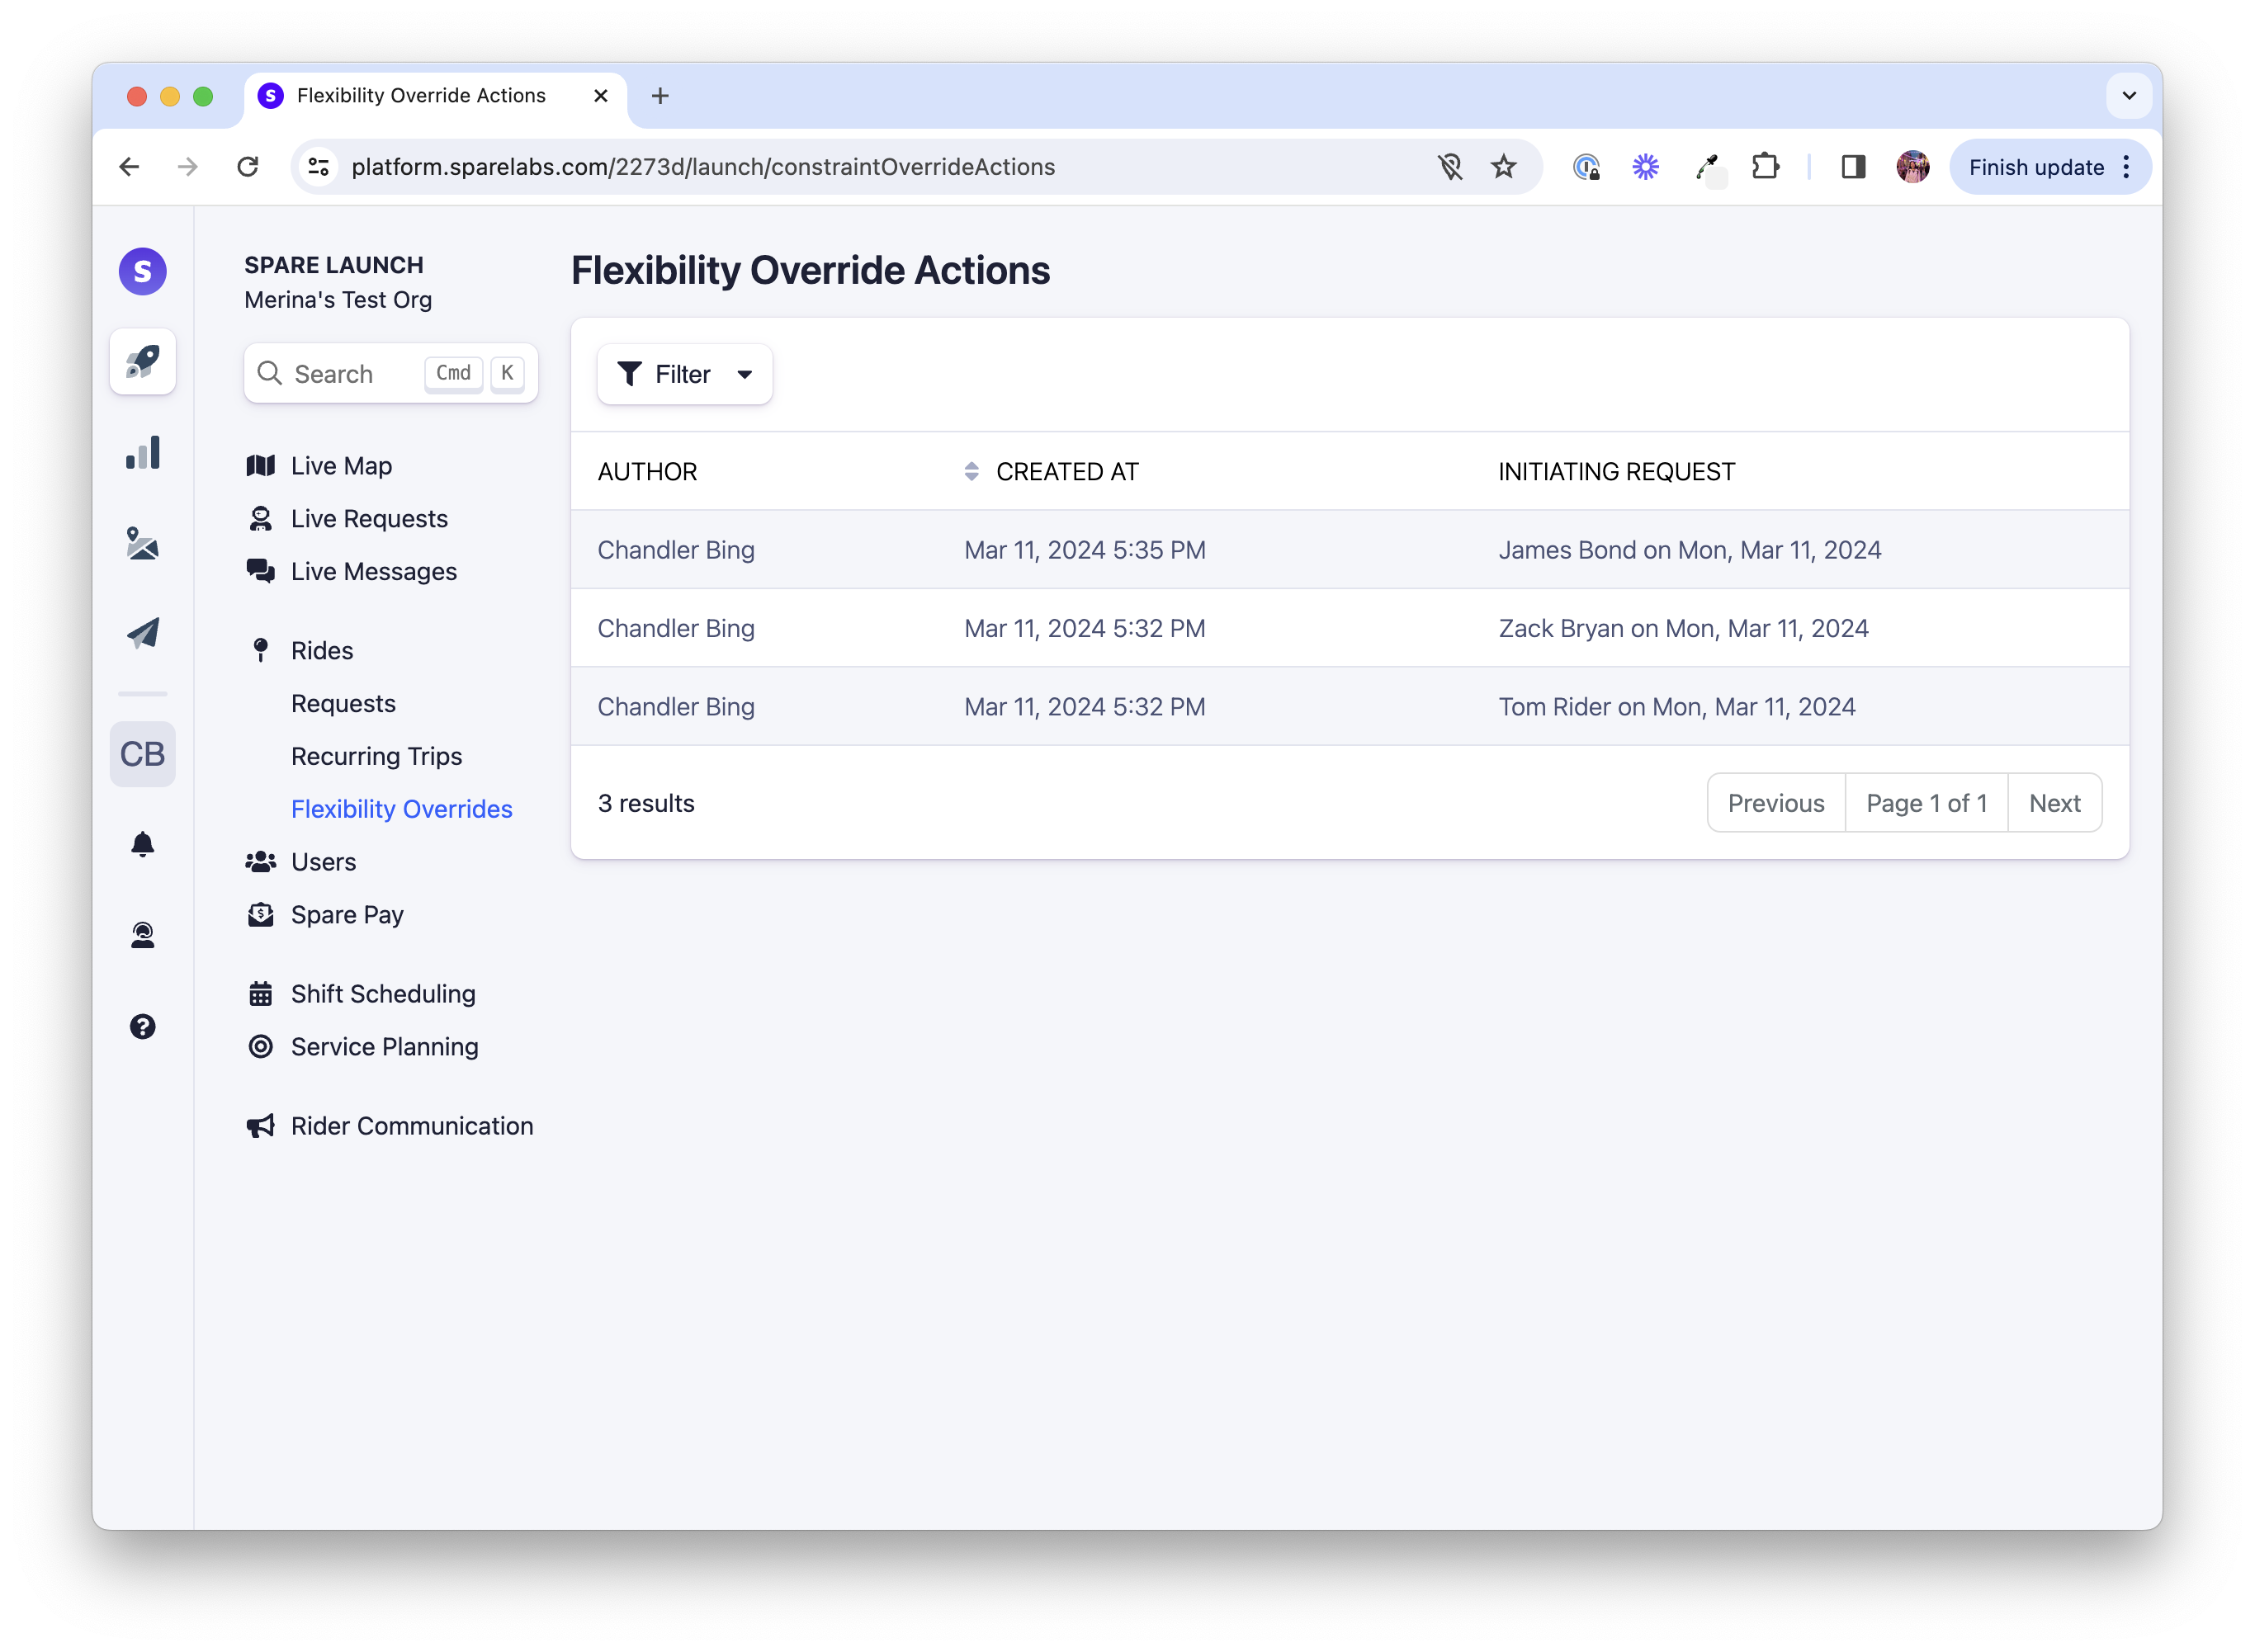 Flexibility Override Actions
platform.sparelabs.com/2273d/launch/constraintOverrideActions
Finish update
S
SPARE LAUNCH
Merina's Test Org
Search Cmd K
Live Map
Live Requests
Live Messages
Rides
Requests
Recurring Trips
Flexibility Overrides
Users
Spare Pay
Shift Scheduling
Service Planning
Rider Communication
CB
Flexibility Override Actions
Filter
AUTHOR CREATED AT INITIATING REQUEST
Chandler Bing Mar 11, 2024 5:35 PM James Bond on Mon, Mar 11, 2024
Chandler Bing Mar 11, 2024 5:32 PM Zack Bryan on Mon, Mar 11, 2024
Chandler Bing Mar 11, 2024 5:32 PM Tom Rider on Mon, Mar 11, 2024
3 results Previous Page 1 of 1 Next